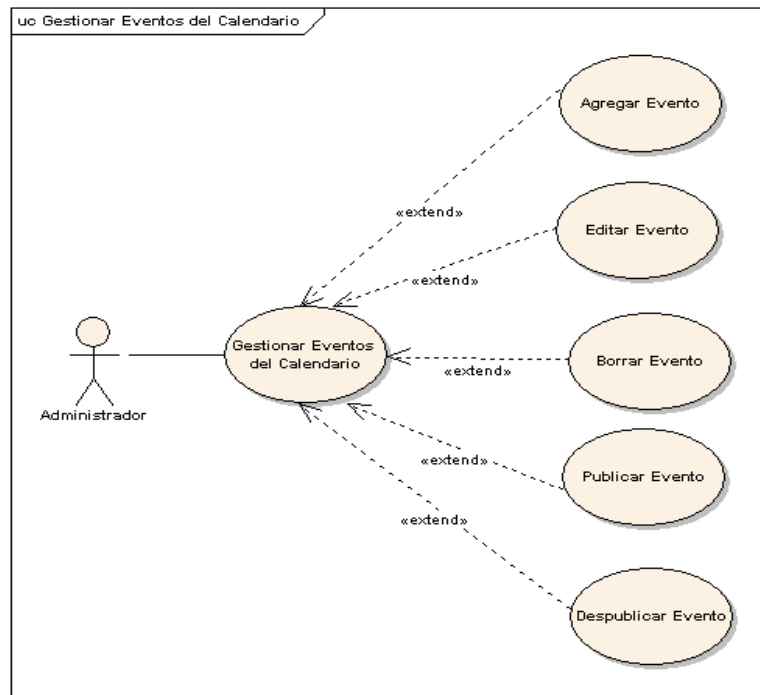 uc Gestionar Eventos del Calendario
Agregar Evento
«extend»
Editar Evento
«extend»
Gestionar Eventos
del Calendario
Borrar Evento
«extend»
Administrador
«extend»
Publicar Evento
«extend»
Despublicar Evento